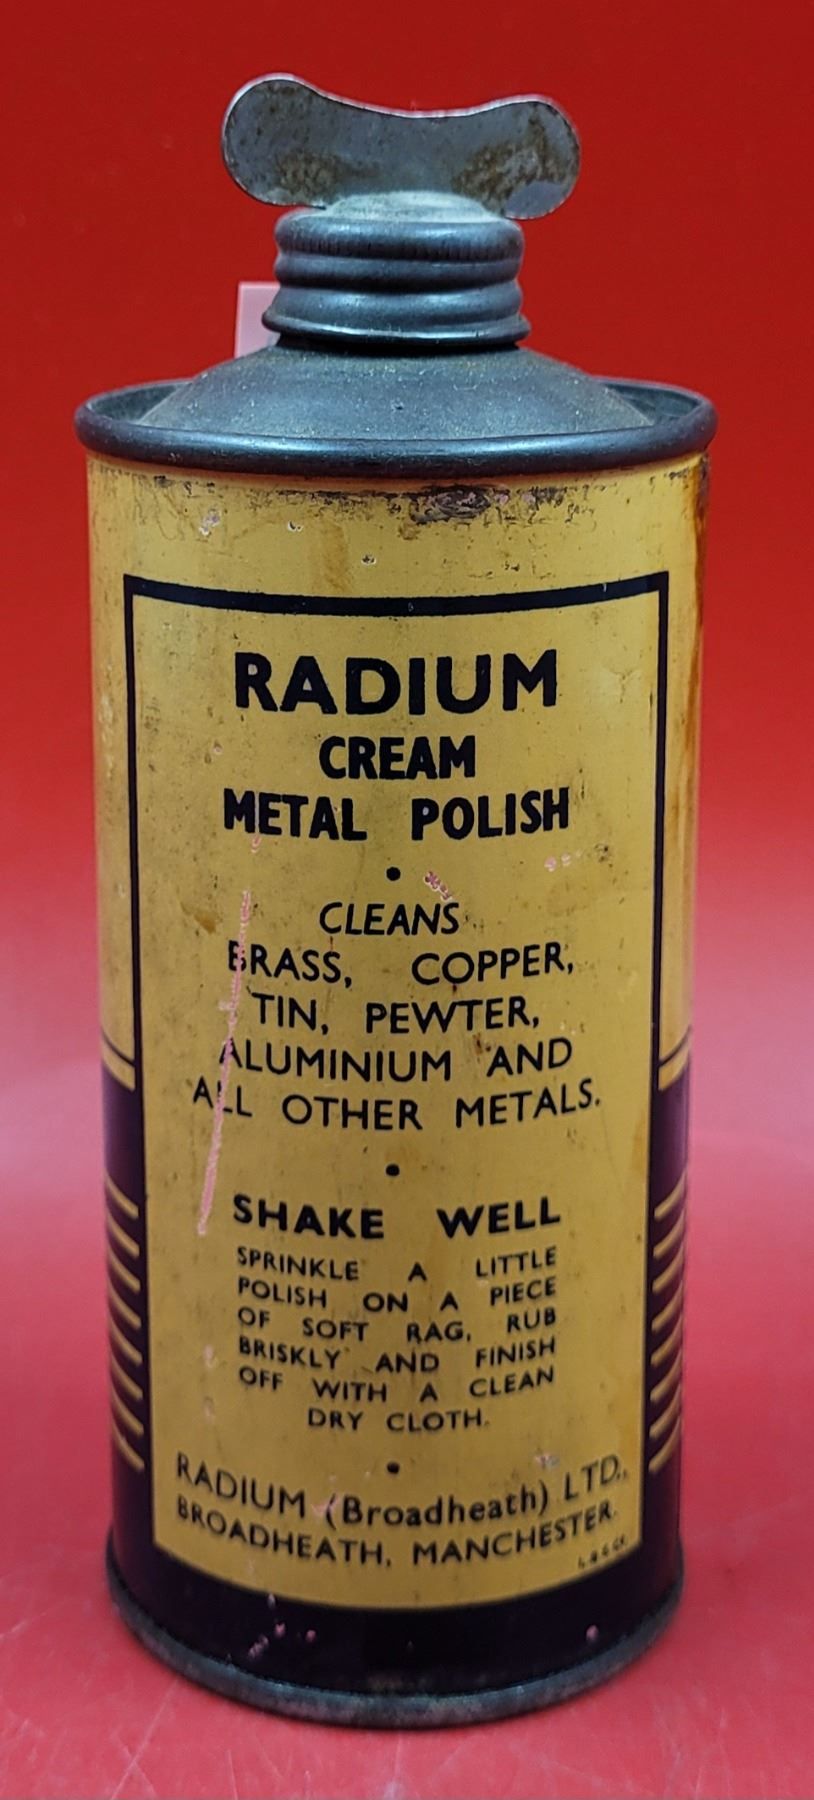 RADIUM
CREAM
METAL POLISH
CLEANS
BRASS, COPPER,
TIN, PEWTER,
ALUMINIUM AND
ALL OTHER METALS.
SHAKE WELL
SPRINKLE A LITTLE
POLISH ON A PIECE
OF SOFT RAG, RUB
BRISKLY AND FINISH
OFF WITH A CLEAN
DRY CLOTH.
RADIUM (Broadheath) LTD.,
BROADHEATH, MANCHESTER.